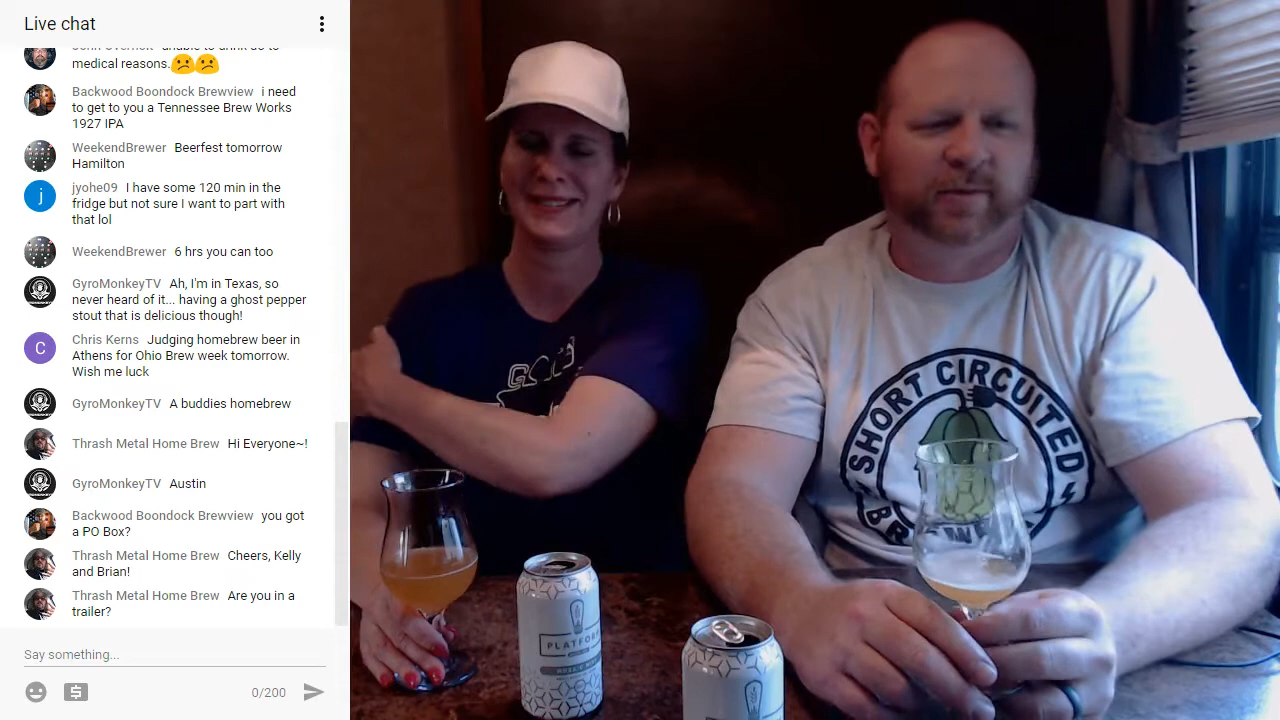 Live chat
medical reasons.
Backwood Boondock Brewview i need
to get to you a Tennessee Brew Works
1927 IPA
WeekendBrewer Beerfest tomorrow
Hamilton
jyohe09 I have some 120 min in the
fridge but not sure I want to part with
that lol
WeekendBrewer 6 hrs you can too
GyroMonkeyTV Ah, I'm in Texas, so
never heard of it... having a ghost pepper
stout that is delicious though!
Chris Kerns Judging homebrew beer in
Athens for Ohio Brew week tomorrow.
Wish me luck
GyroMonkeyTV A buddies homebrew
Thrash Metal Home Brew Hi Everyone~!
GyroMonkeyTV Austin
Backwood Boondock Brewview you got
a PO Box?
Thrash Metal Home Brew Cheers, Kelly
and Brian!
Thrash Metal Home Brew Are you in a
trailer?
Say something...
0/200
j
C
SHORT CIRCUITED